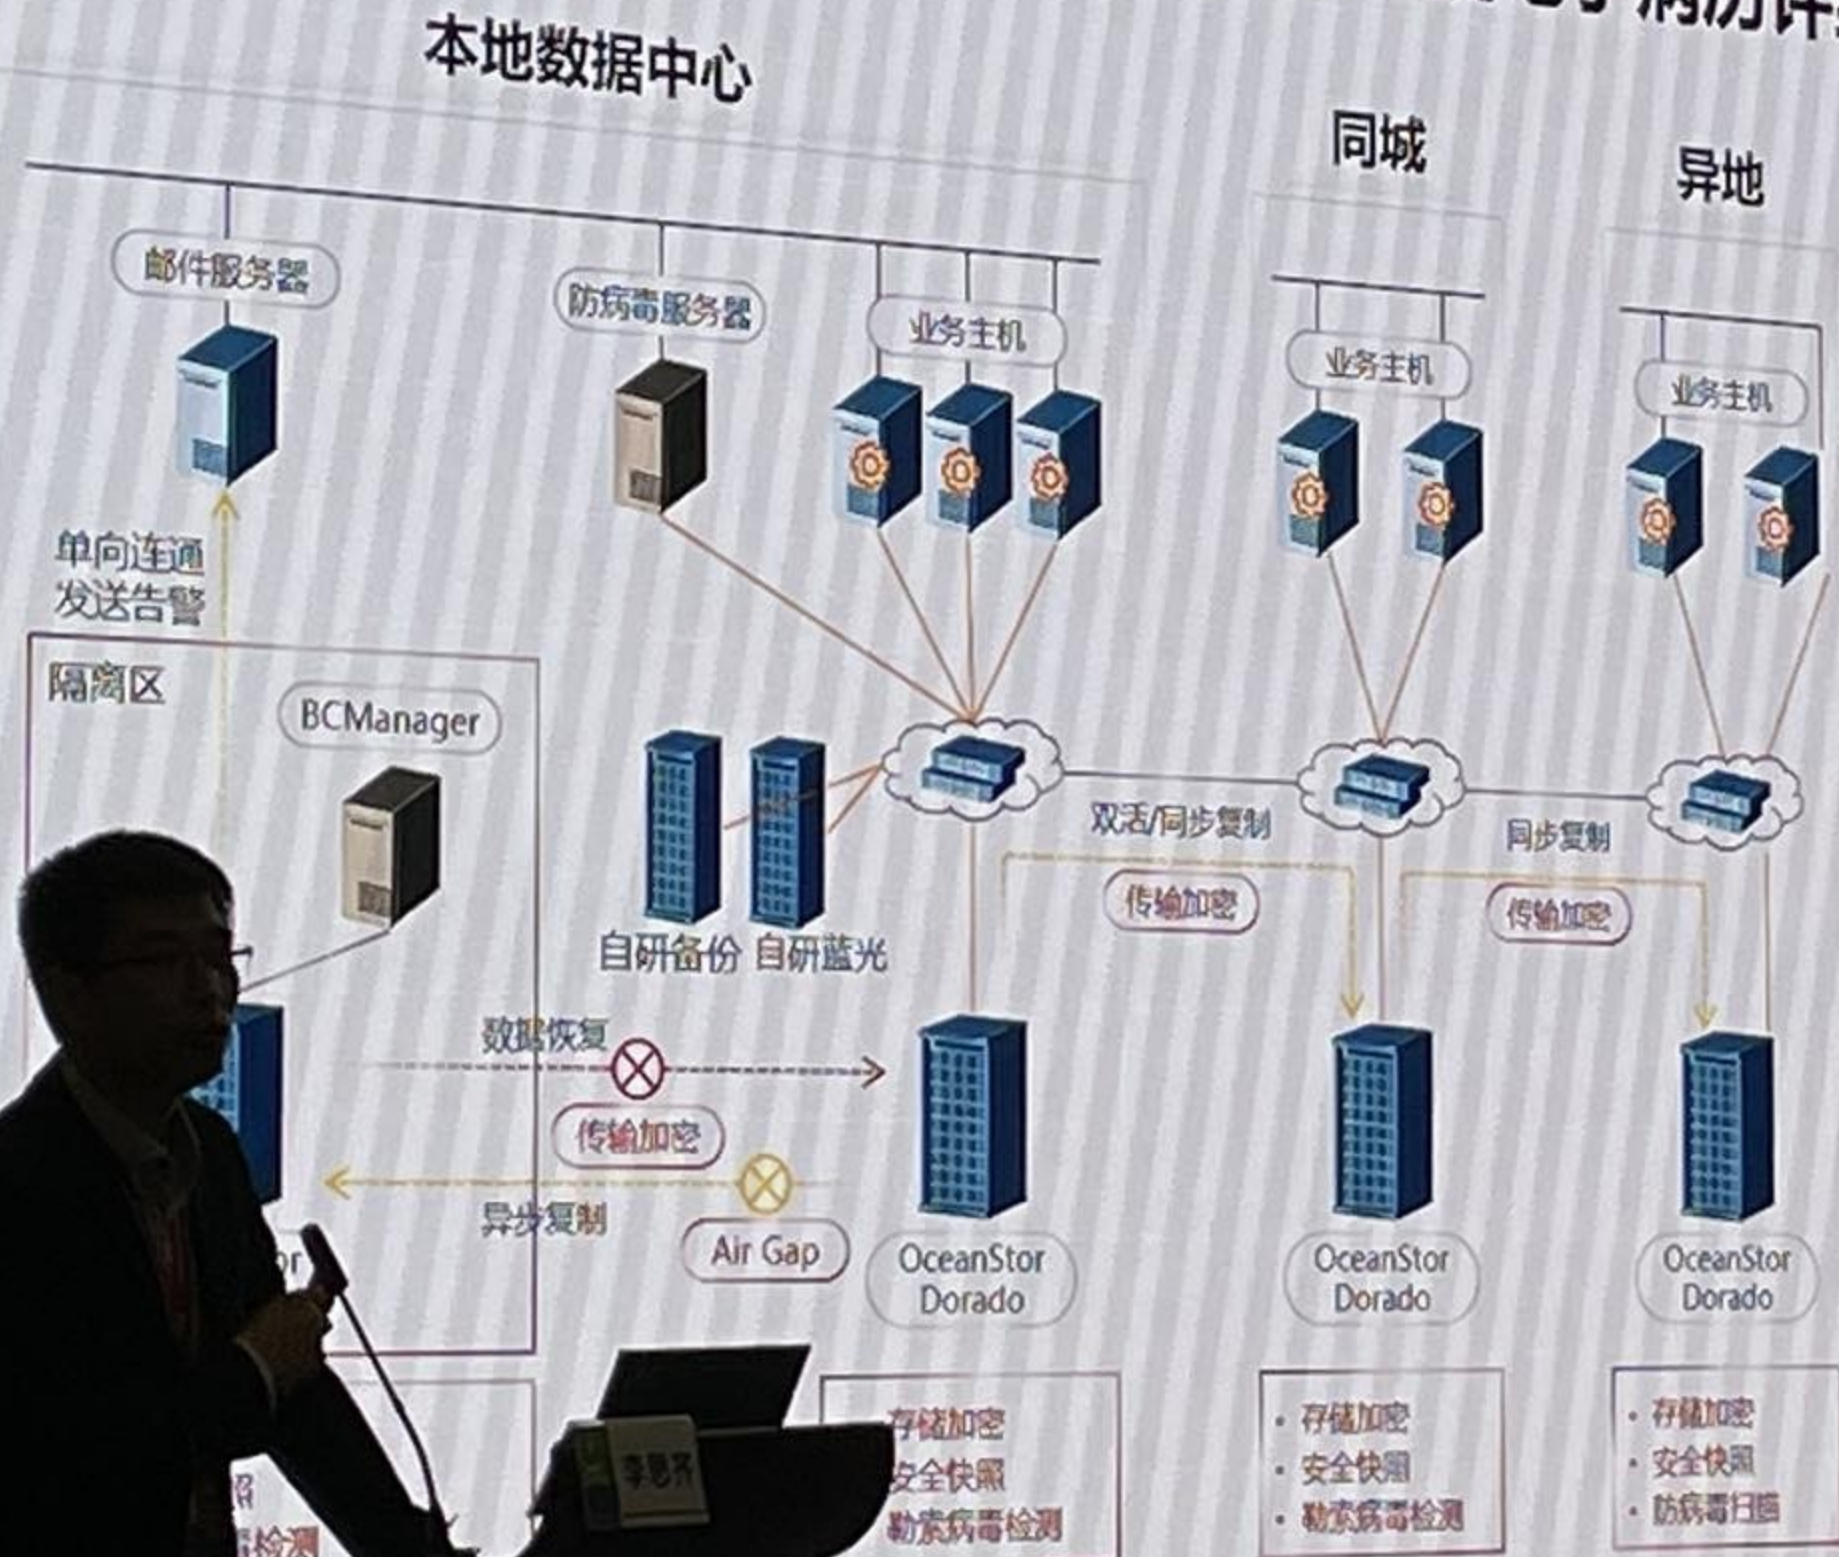 病历评
本地数据中心
同城
异地
邮件服务器
防病毒服务器
业务主机
业务主机
业务主机
单向连通
发送告警
隔离区
BCManager
双活/同步复制
同步复制
传输加密
传输加密
自研备份
自研蓝光
数据恢复
传输加密
异步复制
Air Gap
or
OceanStor
Dorado
OceanStor
Dorado
OceanStor
Dorado
存储加密
安全快照
勒索病毒检测
• 存储加密
• 安全快照
• 勒索病毒检测
• 存储加密
• 安全快照
• 防病毒扫描
检测